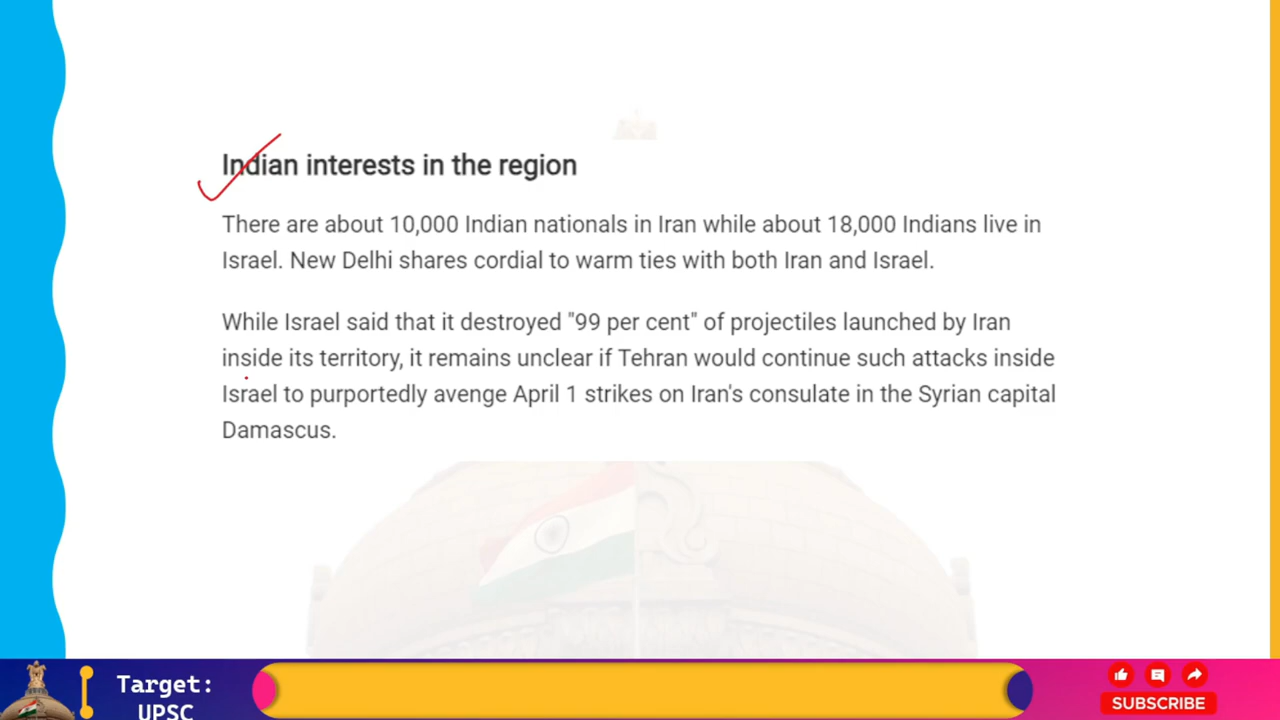 Indian interests in the region
There are about 10,000 Indian nationals in Iran while about 18,000 Indians live in
Israel. New Delhi shares cordial to warm ties with both Iran and Israel.
While Israel said that it destroyed "99 per cent" of projectiles launched by Iran
inside its territory, it remains unclear if Tehran would continue such attacks inside
Israel to purportedly avenge April 1 strikes on Iran's consulate in the Syrian capital
Damascus.
Target:
UPSC
SUBSCRIBE